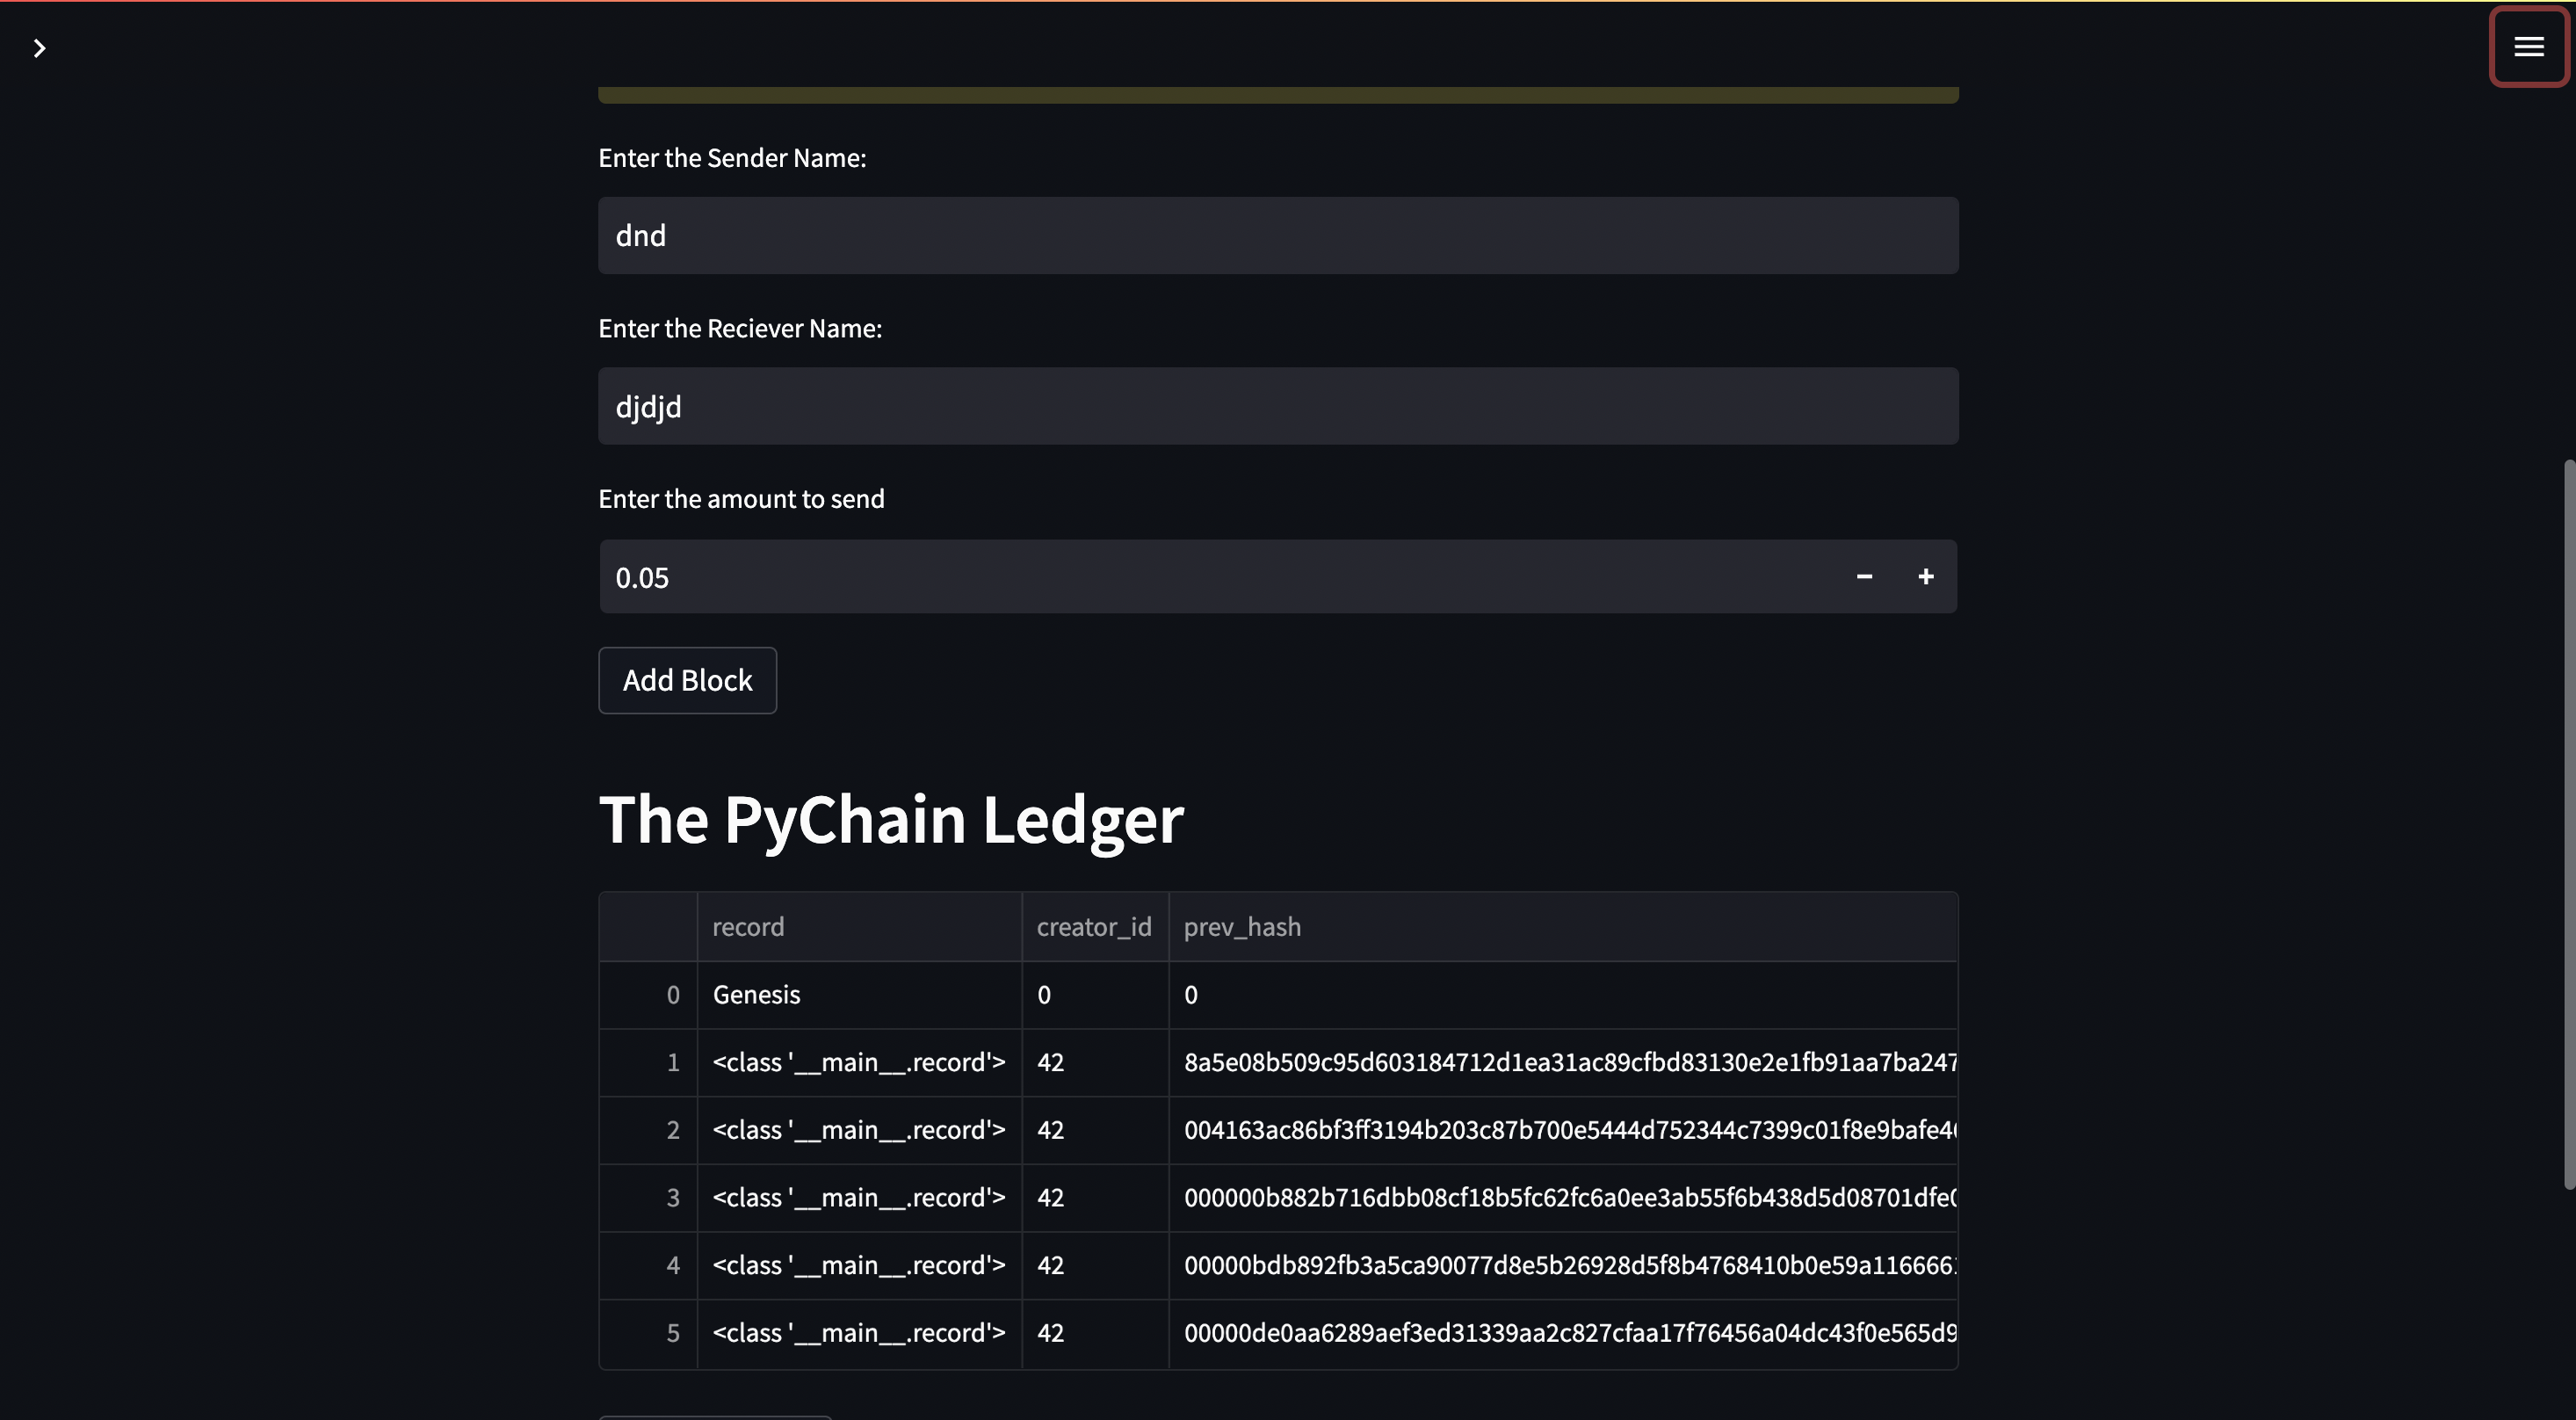 Enter the Sender Name:
dnd
Enter the Reciever Name:
djdjd
Enter the amount to send
0.05 − +
Add Block
The PyChain Ledger
record creator_id prev_hash
0 Genesis 0 0
1 <class '__main__.record'> 42 8a5e08b509c95d603184712d1ea31ac89cfbd83130e2e1fb91aa7ba247
2 <class '__main__.record'> 42 004163ac86bf3ff3194b203c87b700e5444d752344c7399c01f8e9bafe4
3 <class '__main__.record'> 42 000000b882b716dbb08cf18b5fc62fc6a0ee3ab55f6b438d5d08701dfe
4 <class '__main__.record'> 42 00000bdb892fb3a5ca90077d8e5b26928d5f8b4768410b0e59a116666
5 <class '__main__.record'> 42 00000de0aa6289aef3ed31339aa2c827cfaa17f76456a04dc43f0e565d9